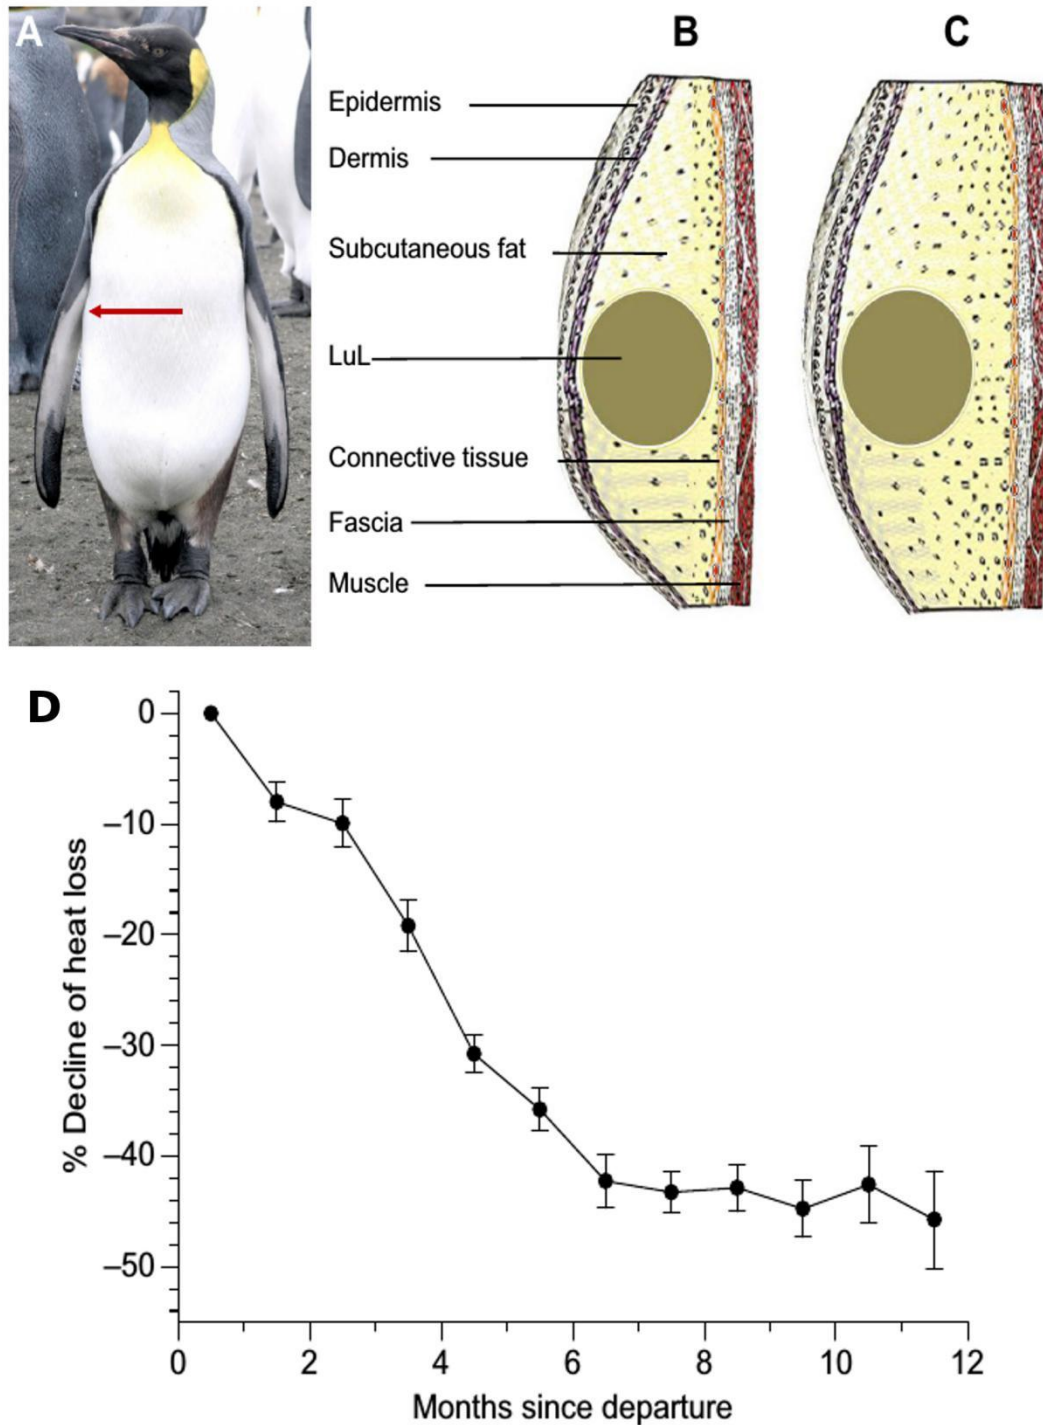 A
B
C
Epidermis
Dermis
Subcutaneous fat
LuL
Connective tissue
Fascia
Muscle
D
0
–10
–20
–30
–40
–50
% Decline of heat loss
0 2 4 6 8 10 12
Months since departure